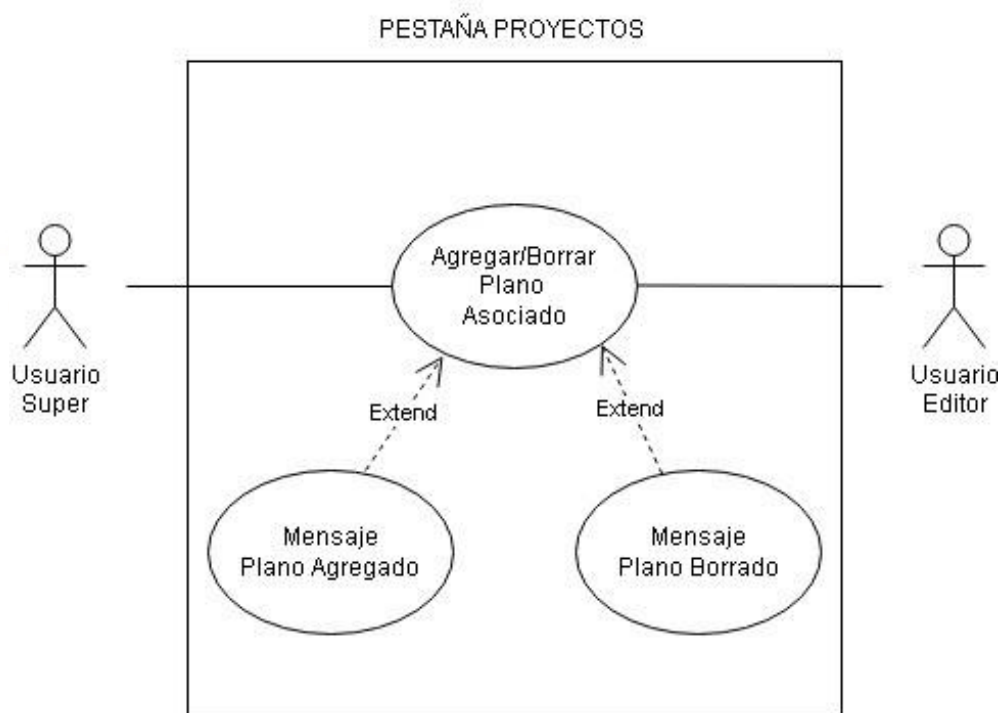 PESTAÑA PROYECTOS
Agregar/Borrar
Plano
Asociado
Usuario
Super
Usuario
Editor
Extend
Extend
Mensaje
Plano Agregado
Mensaje
Plano Borrado